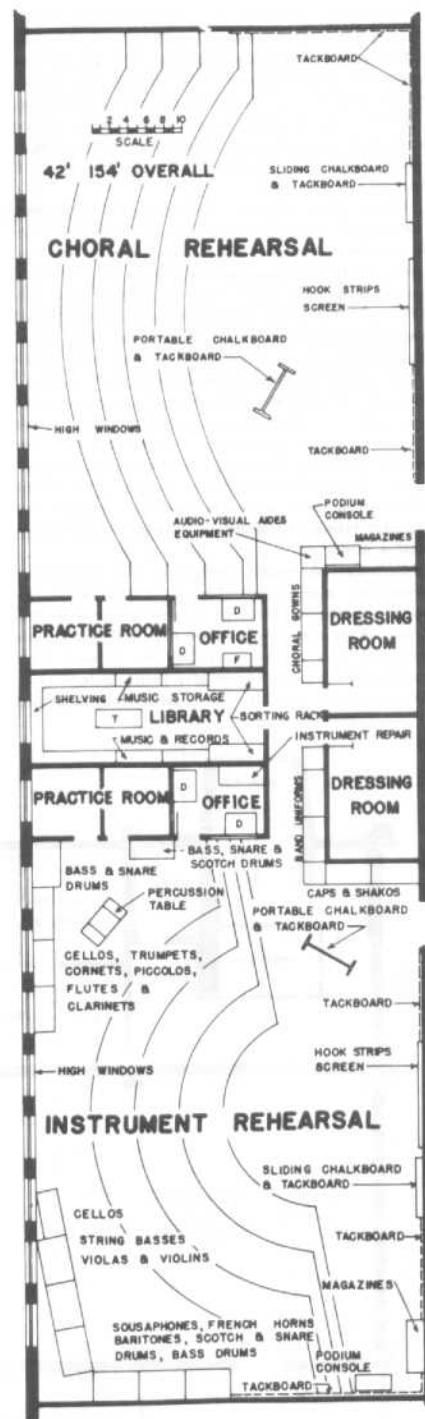 TACKBOARD
2 4 6 8 10
SCALE
42' 154' OVERALL
SLIDING CHALKBOARD
& TACKBOARD
CHORAL REHEARSAL
HOOK STRIPS
SCREEN
PORTABLE CHALKBOARD
& TACKBOARD
HIGH WINDOWS
TACKBOARD
PODIUM
CONSOLE
AUDIO-VISUAL AIDES
EQUIPMENT
MAGAZINES
PRACTICE ROOM
D
OFFICE
D
F
CHORAL GOWNS
DRESSING
ROOM
SHELVING
MUSIC STORAGE
T
LIBRARY
SORTING RACK
MUSIC & RECORDS
INSTRUMENT REPAIR
PRACTICE ROOM
D
OFFICE
D
BAND UNIFORMS
DRESSING
ROOM
BASS, SNARE &
SCOTCH DRUMS
BASS & SNARE
DRUMS
CAPS & SHAKOS
PERCUSSION
TABLE
PORTABLE CHALKBOARD
& TACKBOARD
CELLOS, TRUMPETS,
CORNETS, PICCOLOS,
FLUTES &
CLARINETS
TACKBOARD
HOOK STRIPS
SCREEN
HIGH WINDOWS
INSTRUMENT REHEARSAL
SLIDING CHALKBOARD
& TACKBOARD
CELLOS
STRING BASSES
VIOLAS & VIOLINS
TACKBOARD
MAGAZINES
SOUSAPHONES, FRENCH HORNS
BARITONES, SCOTCH & SNARE
DRUMS, BASS DRUMS
PODIUM
CONSOLE
TACKBOARD